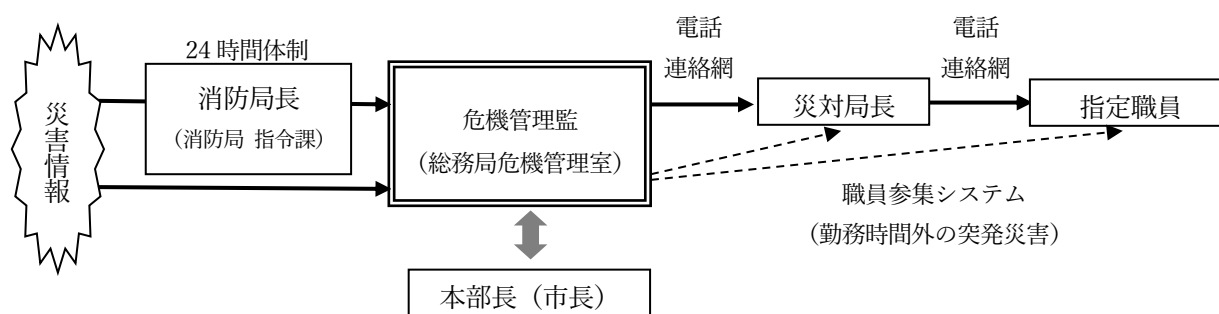 災害情報
24時間体制
消防局長
(消防局 指令課)
危機管理監
(総務局危機管理室)
本部長(市長)
電話
連絡網
災対局長
電話
連絡網
指定職員
職員参集システム
(勤務時間外の突発災害)